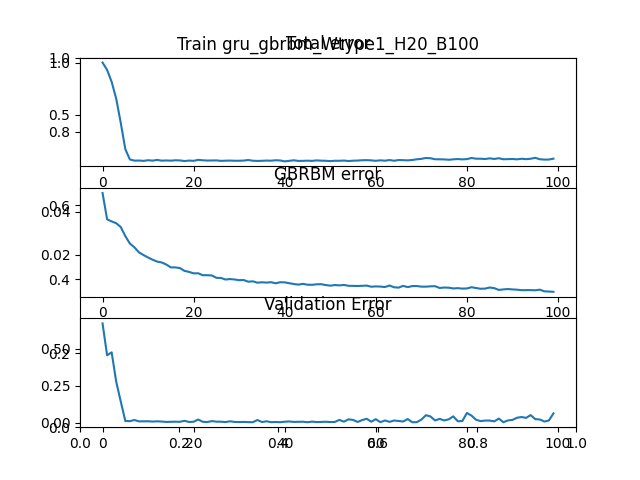 Train gru_gbrbm_Wtype1_H20_B100
Total error
1.0
1.0
0.5
0.8
0 20 40 60 80 100
GBRBM error
0.6
0.04
0.02
0.4
0 20 40 60 80 100
Validation Error
0.50
0.2
0.25
0.00
0.0
0 20 40 60 80 100
0.0 0.2 0.4 0.6 0.8 1.0